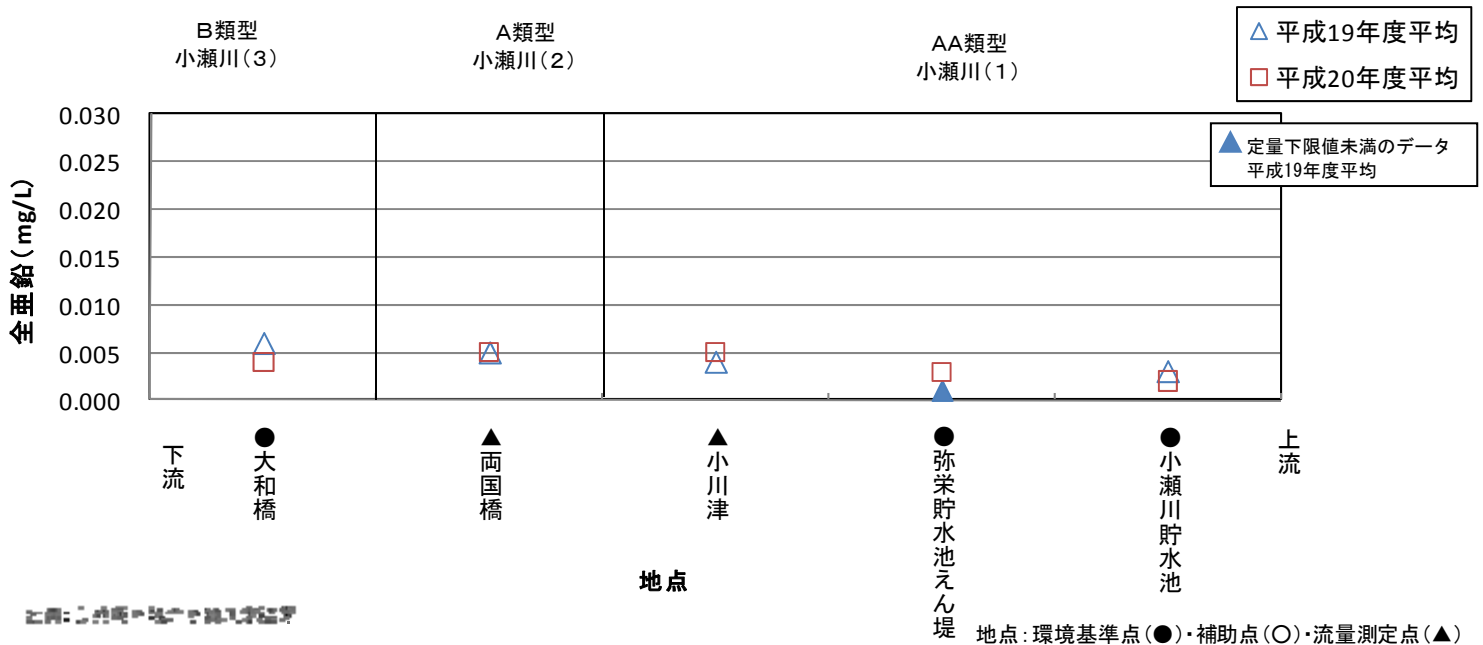 B類型
小瀬川(3)
A類型
小瀬川(2)
AA類型
小瀬川(1)
△ 平成19年度平均
□ 平成20年度平均
▲ 定量下限値未満のデータ
平成19年度平均
全亜鉛(mg/L)
0.030
0.025
0.020
0.015
0.010
0.005
0.000
下流
●大和橋
▲両国橋
▲小川津
●弥栄貯水池えん堤
●小瀬川貯水池
上流
地点
地点:環境基準点(●)・補助点(○)・流量測定点(▲)